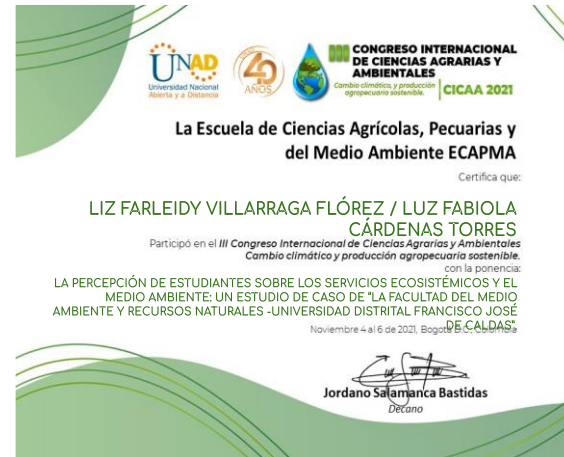 UNAD
Universidad Nacional
Abierta y a Distancia
40
AÑOS
III CONGRESO INTERNACIONAL
DE CIENCIAS AGRARIAS Y
AMBIENTALES
Cambio climático, y producción
agropecuaria sostenible.
CICAA 2021
La Escuela de Ciencias Agrícolas, Pecuarias y
del Medio Ambiente ECAPMA
Certifica que:
LIZ FARLEIDY VILLARRAGA FLÓREZ / LUZ FABIOLA
CÁRDENAS TORRES
Participó en el III Congreso Internacional de Ciencias Agrarias y Ambientales
Cambio climático y producción agropecuaria sostenible.
con la ponencia:
LA PERCEPCIÓN DE ESTUDIANTES SOBRE LOS SERVICIOS ECOSISTÉMICOS Y EL
MEDIO AMBIENTE: UN ESTUDIO DE CASO DE "LA FACULTAD DEL MEDIO
AMBIENTE Y RECURSOS NATURALES -UNIVERSIDAD DISTRITAL FRANCISCO JOSÉ
DE CALDAS".
Noviembre 4 al 6 de 2021, Bogotá D.C., Colombia
Jordano Salamanca Bastidas
Decano